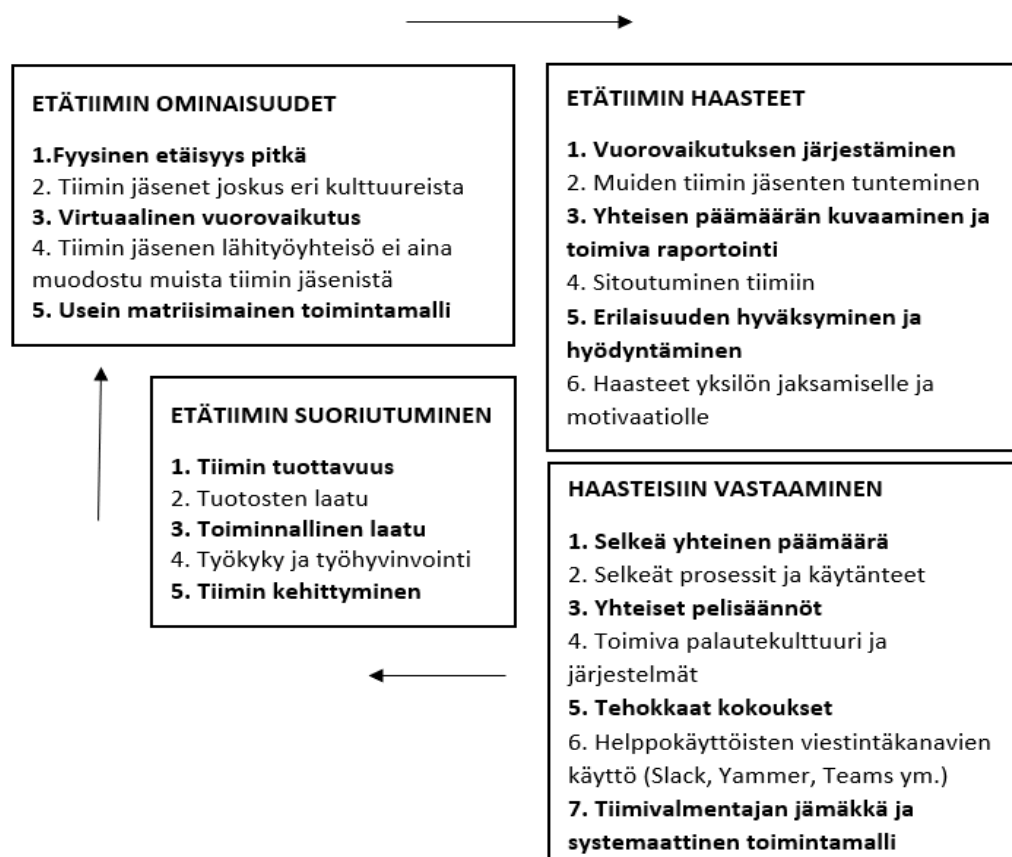 ETÄTIIMIN OMINAISUUDET
1.Fyysinen etäisyys pitkä
2. Tiimin jäsenet joskus eri kulttuureista
3. Virtuaalinen vuorovaikutus
4. Tiimin jäsenen lähityöyhteisö ei aina
muodostu muista tiimin jäsenistä
5. Usein matriisimainen toimintamalli
ETÄTIIMIN HAASTEET
1. Vuorovaikutuksen järjestäminen
2. Muiden tiimin jäsenten tunteminen
3. Yhteisen päämäärän kuvaaminen ja
toimiva raportointi
4. Sitoutuminen tiimiin
5. Erilaisuuden hyväksyminen ja
hyödyntäminen
6. Haasteet yksilön jaksamiselle ja
motivaatiolle
HAASTEISIIN VASTAAMINEN
1. Selkeä yhteinen päämäärä
2. Selkeät prosessit ja käytänteet
3. Yhteiset pelisäännöt
4. Toimiva palautekulttuuri ja
järjestelmät
5. Tehokkaat kokoukset
6. Helppokäyttöisten viestintäkanavien
käyttö (Slack, Yammer, Teams ym.)
7. Tiimivalmentajan jämäkkä ja
systemaattinen toimintamalli
ETÄTIIMIN SUORIUTUMINEN
1. Tiimin tuottavuus
2. Tuotosten laatu
3. Toiminnallinen laatu
4. Työkyky ja työhyvinvointi
5. Tiimin kehittyminen